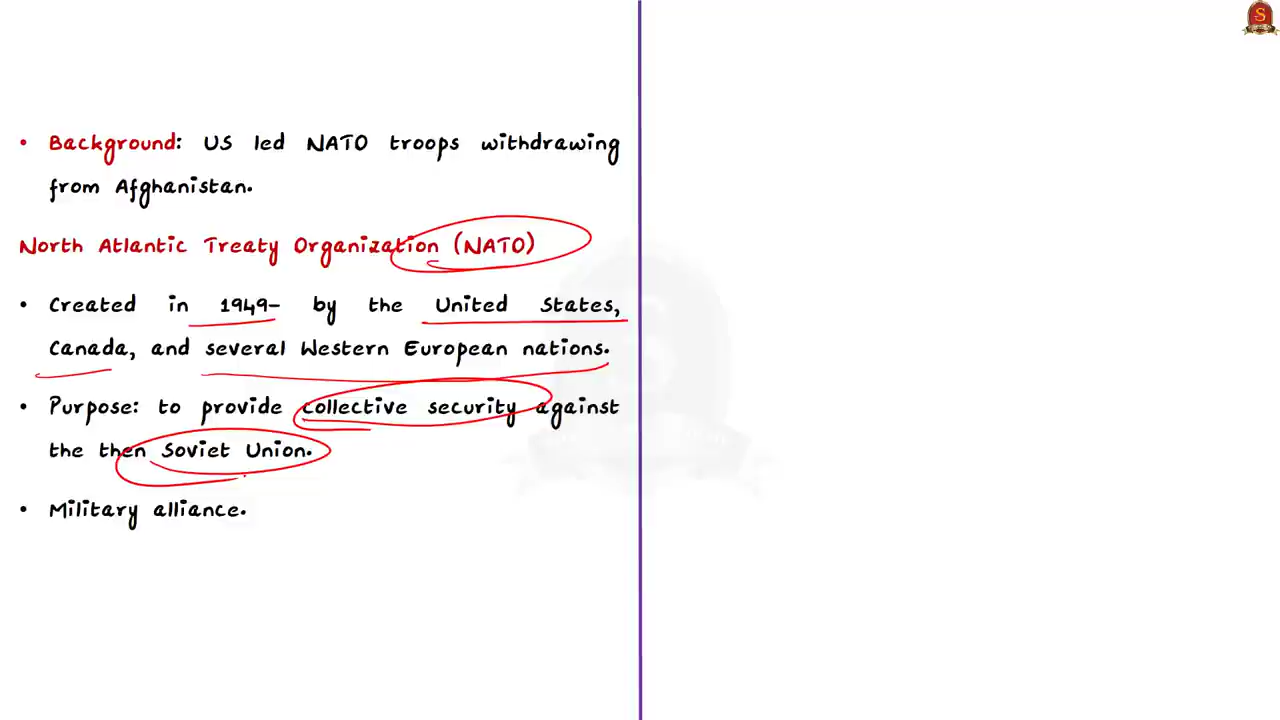 • Background: US led NATO troops withdrawing
from Afghanistan.
North Atlantic Treaty Organization (NATO)
• Created in 1949- by the United States,
Canada, and several Western European nations.
• Purpose: to provide collective security against
the then Soviet Union.
• Military alliance.